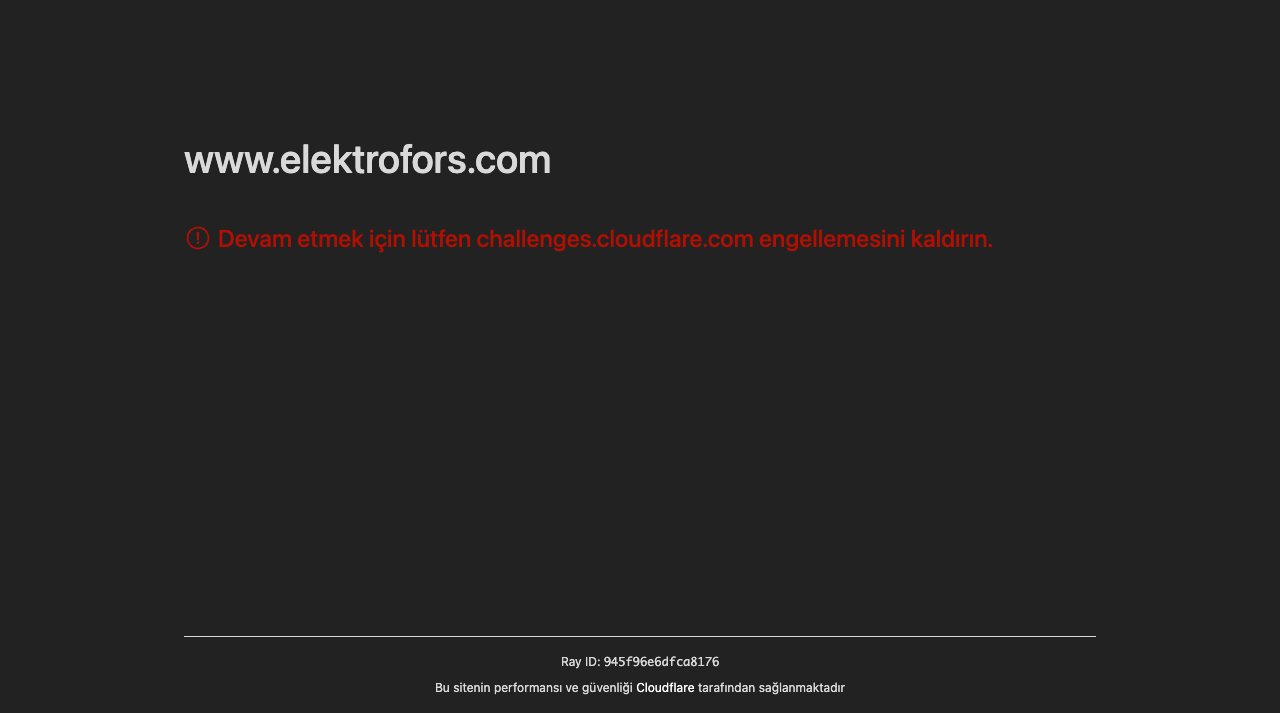 www.elektrofors.com
Devam etmek için lütfen challenges.cloudflare.com engellemesini kaldırın.
Ray ID: 945f96e6dfca8176
Bu sitenin performansı ve güvenliği Cloudflare tarafından sağlanmaktadır